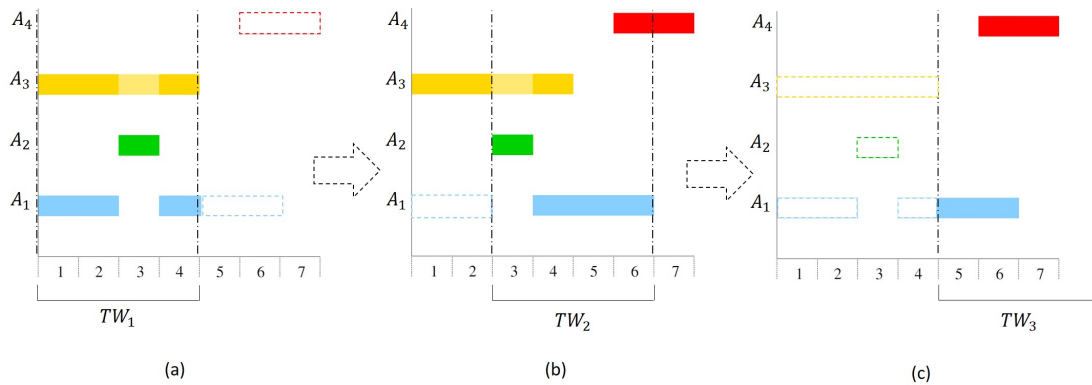 A₄ A₄ A₄
A₃ A₃ A₃
A₂ A₂ A₂
A₁ A₁ A₁
1 2 3 4 5 6 7 1 2 3 4 5 6 7 1 2 3 4 5 6 7
TW₁ TW₂ TW₃
(a) (b) (c)